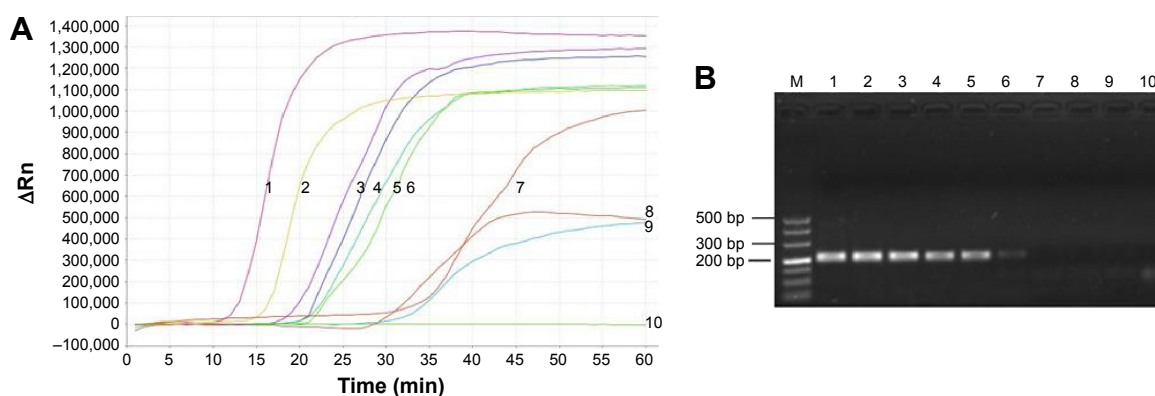 A
1,400,000
1,300,000
1,200,000
1,100,000
1,000,000
900,000
800,000
700,000
600,000
500,000
400,000
300,000
200,000
100,000
0
–100,000
ΔRn
1 2 3 4 5 6 7
8
9
10
0 5 10 15 20 25 30 35 40 45 50 55 60
Time (min)
B
M 1 2 3 4 5 6 7 8 9 10
500 bp
300 bp
200 bp